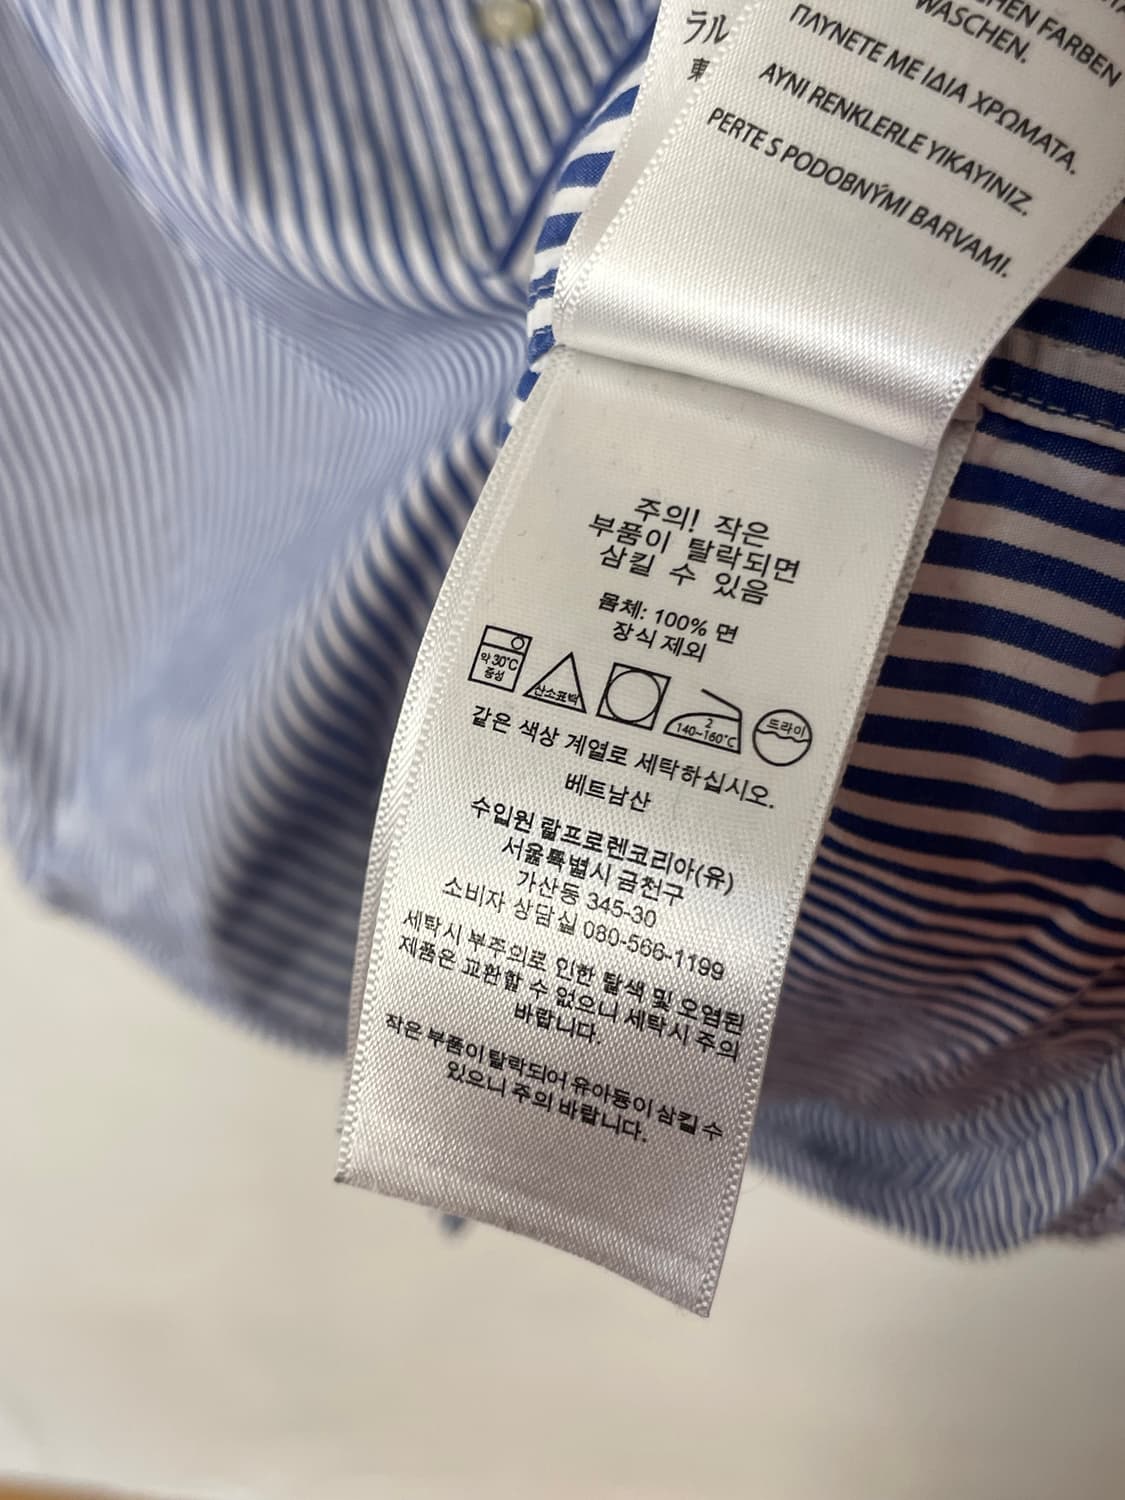 ラル
HEN FARBEN
WASCHEN.
ΠΛΥΝΕΤΕ ΜΕ ΙΔΙΑ ΧΡΩΜΑΤΑ.
AYNI RENKLERLE YIKAYINIZ.
PERTE S PODOBNÝMI BARVAMI.
주의! 작은
부품이 탈락되면
삼킬 수 있음
몸체: 100% 면
장식 제외
약 30℃
중성
산소표백
2
140~160℃
드라이
같은 색상 계열로 세탁하십시오.
베트남산
수입원 랄프로렌코리아(유)
서울특별시 금천구
가산동 345-30
소비자 상담실 080-566-1199
세탁시 부주의로 인한 탈색 및 오염된
제품은 교환할 수 없으니 세탁시 주의
바랍니다.
작은 부품이 탈락되어 유아동이 삼킬 수
있으니 주의 바랍니다.